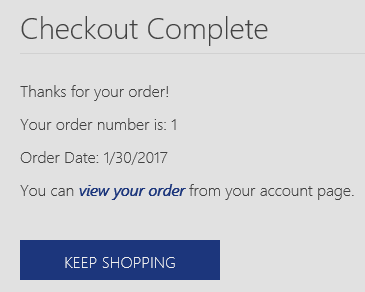 Checkout Complete
Thanks for your order!
Your order number is: 1
Order Date: 1/30/2017
You can view your order from your account page.
KEEP SHOPPING